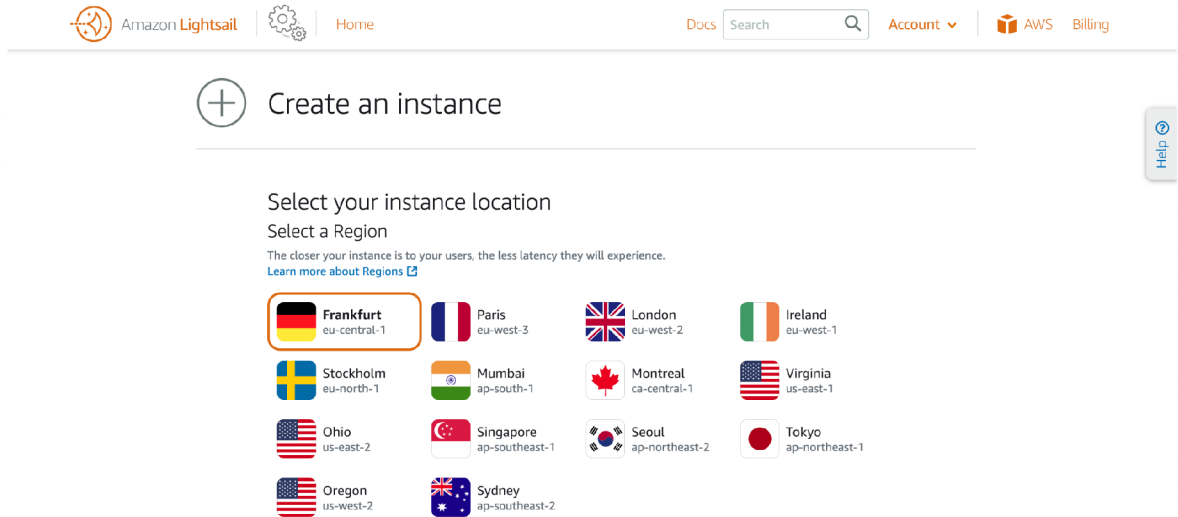 Amazon Lightsail Home Docs Search Account AWS Billing
Create an instance
Help
Select your instance location
Select a Region
The closer your instance is to your users, the less latency they will experience.
Learn more about Regions
Frankfurt Paris London Ireland
eu-central-1 eu-west-3 eu-west-2 eu-west-1
Stockholm Mumbai Montreal Virginia
eu-north-1 ap-south-1 ca-central-1 us-east-1
Ohio Singapore Seoul Tokyo
us-east-2 ap-southeast-1 ap-northeast-2 ap-northeast-1
Oregon Sydney
us-west-2 ap-southeast-2